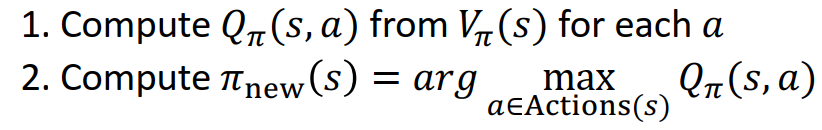 1. Compute Qπ(s, a) from Vπ(s) for each a
2. Compute πnew(s) = arg max a∈Actions(s) Qπ(s, a)